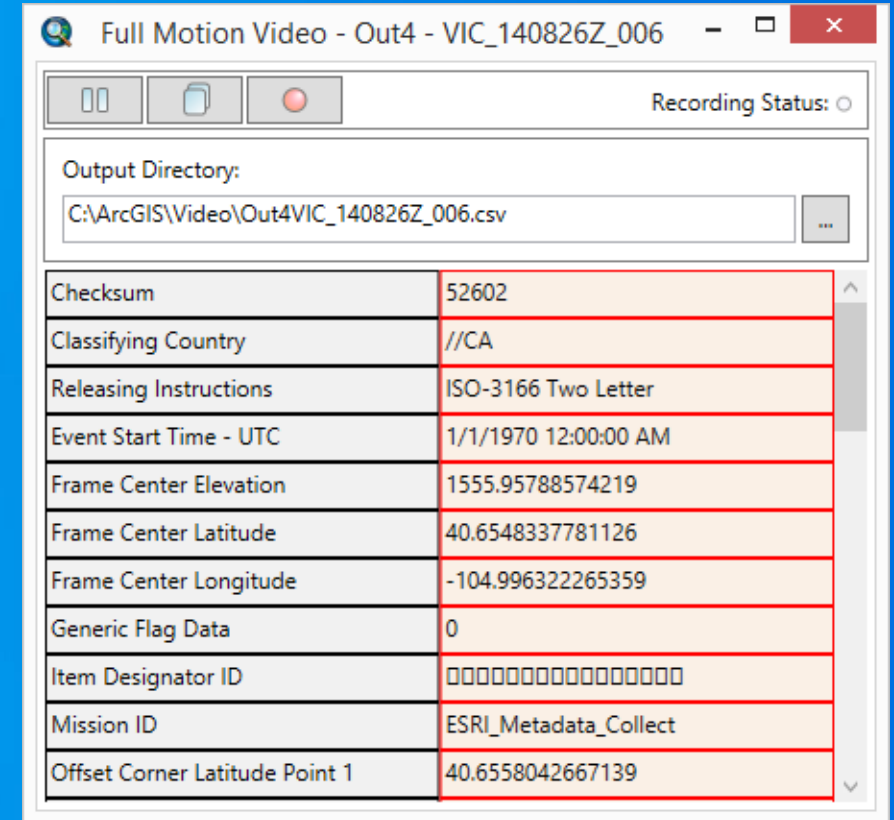 Full Motion Video - Out4 - VIC_140826Z_006
Recording Status:
Output Directory:
C:\ArcGIS\Video\Out4VIC_140826Z_006.csv
...
Checksum 52602
Classifying Country //CA
Releasing Instructions ISO-3166 Two Letter
Event Start Time - UTC 1/1/1970 12:00:00 AM
Frame Center Elevation 1555.95788574219
Frame Center Latitude 40.6548337781126
Frame Center Longitude -104.996322265359
Generic Flag Data 0
Item Designator ID ▯▯▯▯▯▯▯▯▯▯▯▯▯▯▯▯
Mission ID ESRI_Metadata_Collect
Offset Corner Latitude Point 1 40.6558042667139